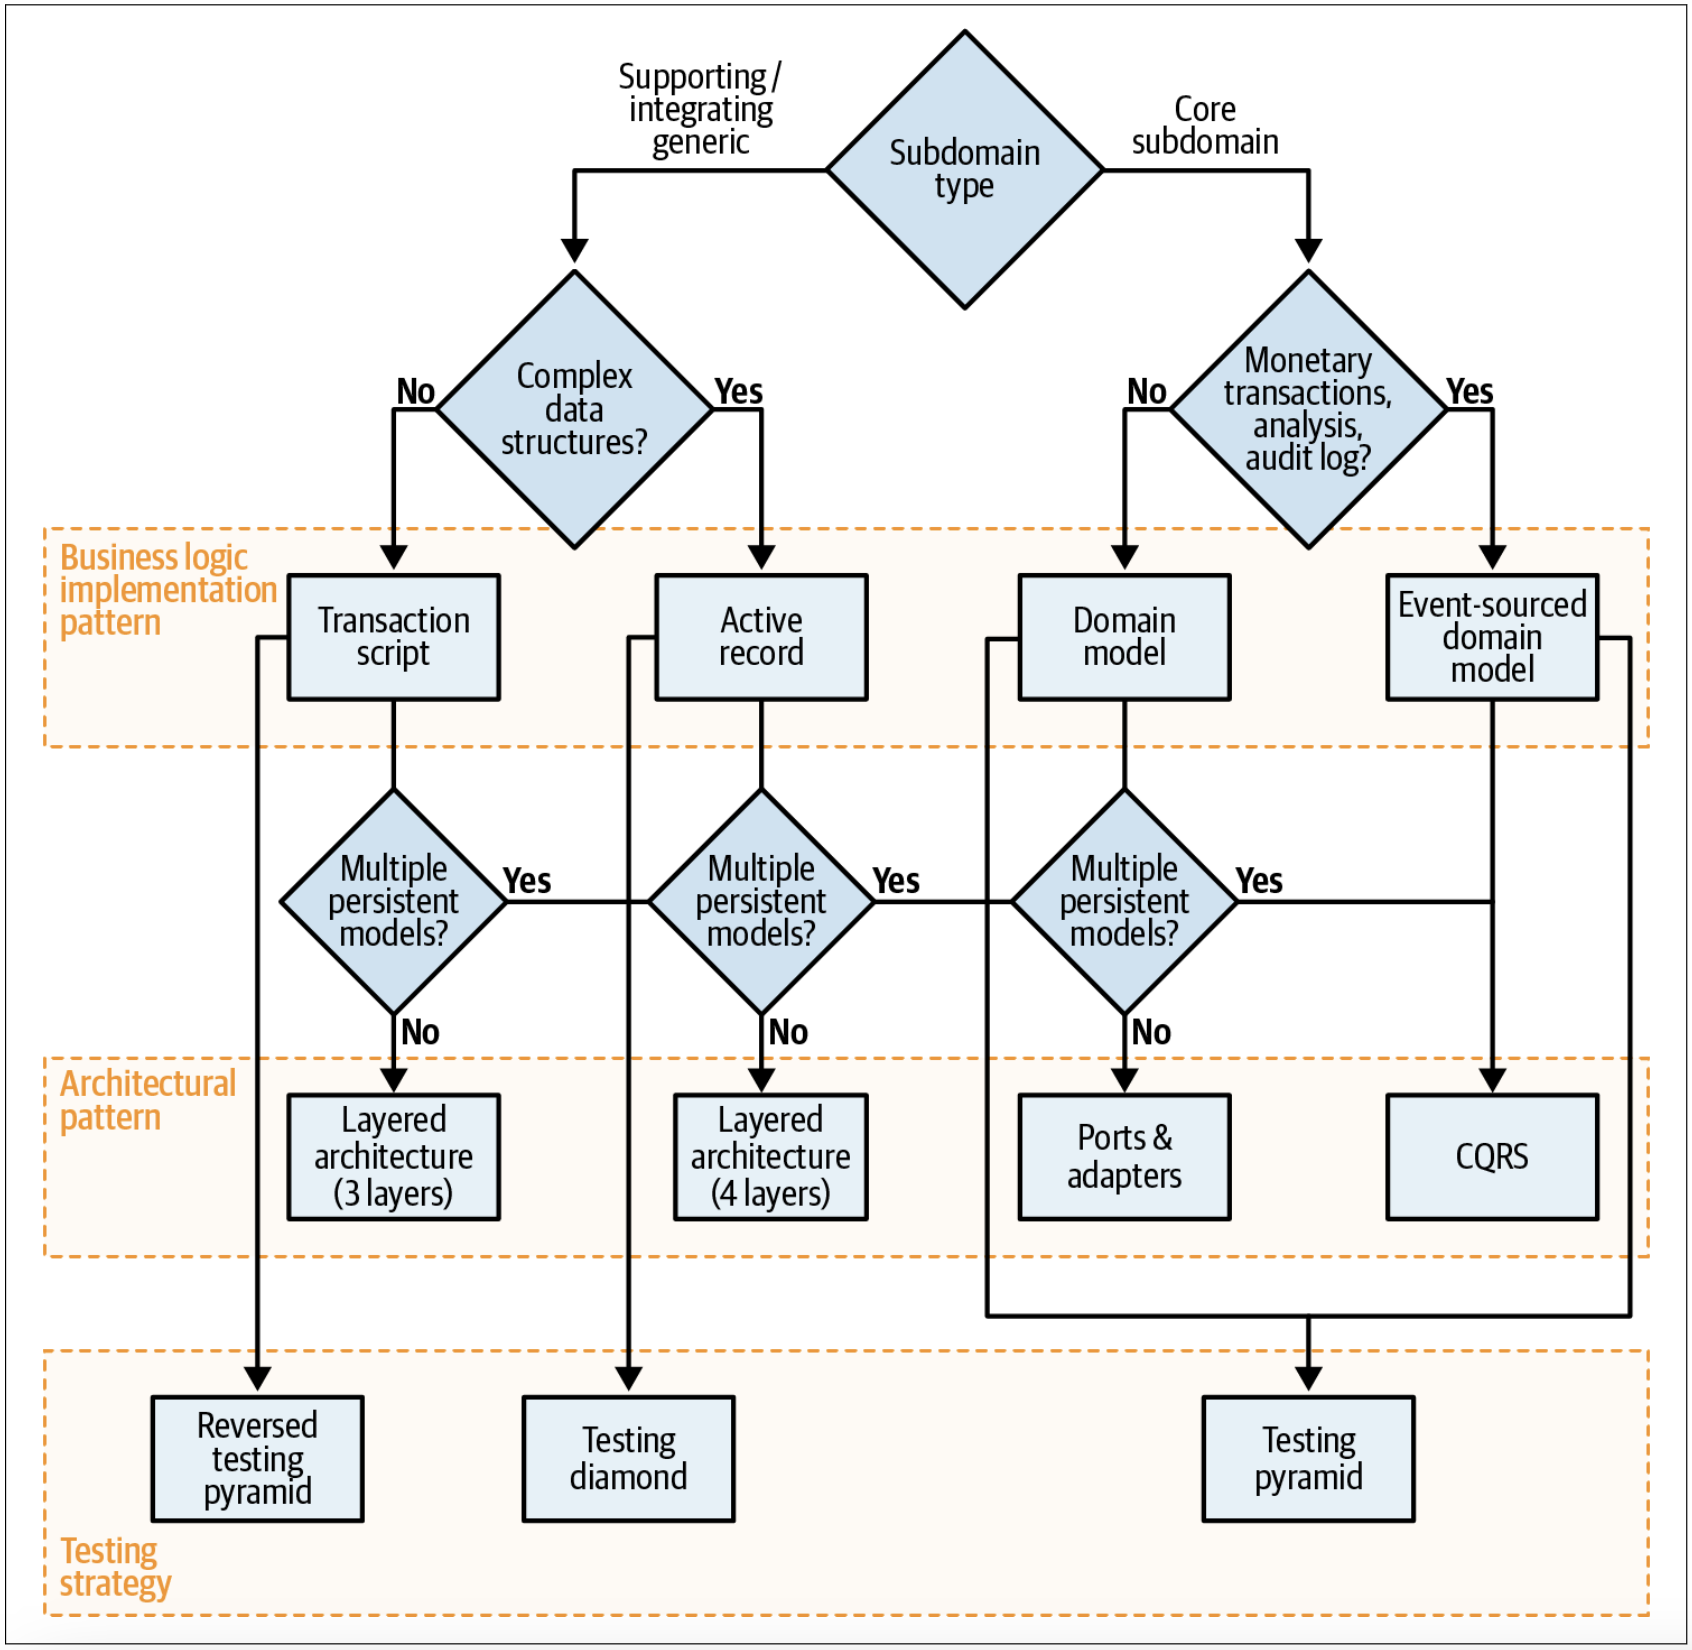 Supporting/
integrating
generic
Core
subdomain
Subdomain
type
No
Complex
data
structures?
Yes
No
Monetary
transactions,
analysis,
audit log?
Yes
Business logic
implementation
pattern
Transaction
script
Active
record
Domain
model
Event-sourced
domain
model
Multiple
persistent
models?
Yes
Multiple
persistent
models?
Yes
Multiple
persistent
models?
Yes
No
No
No
Architectural
pattern
Layered
architecture
(3 layers)
Layered
architecture
(4 layers)
Ports &
adapters
CQRS
Reversed
testing
pyramid
Testing
diamond
Testing
pyramid
Testing
strategy